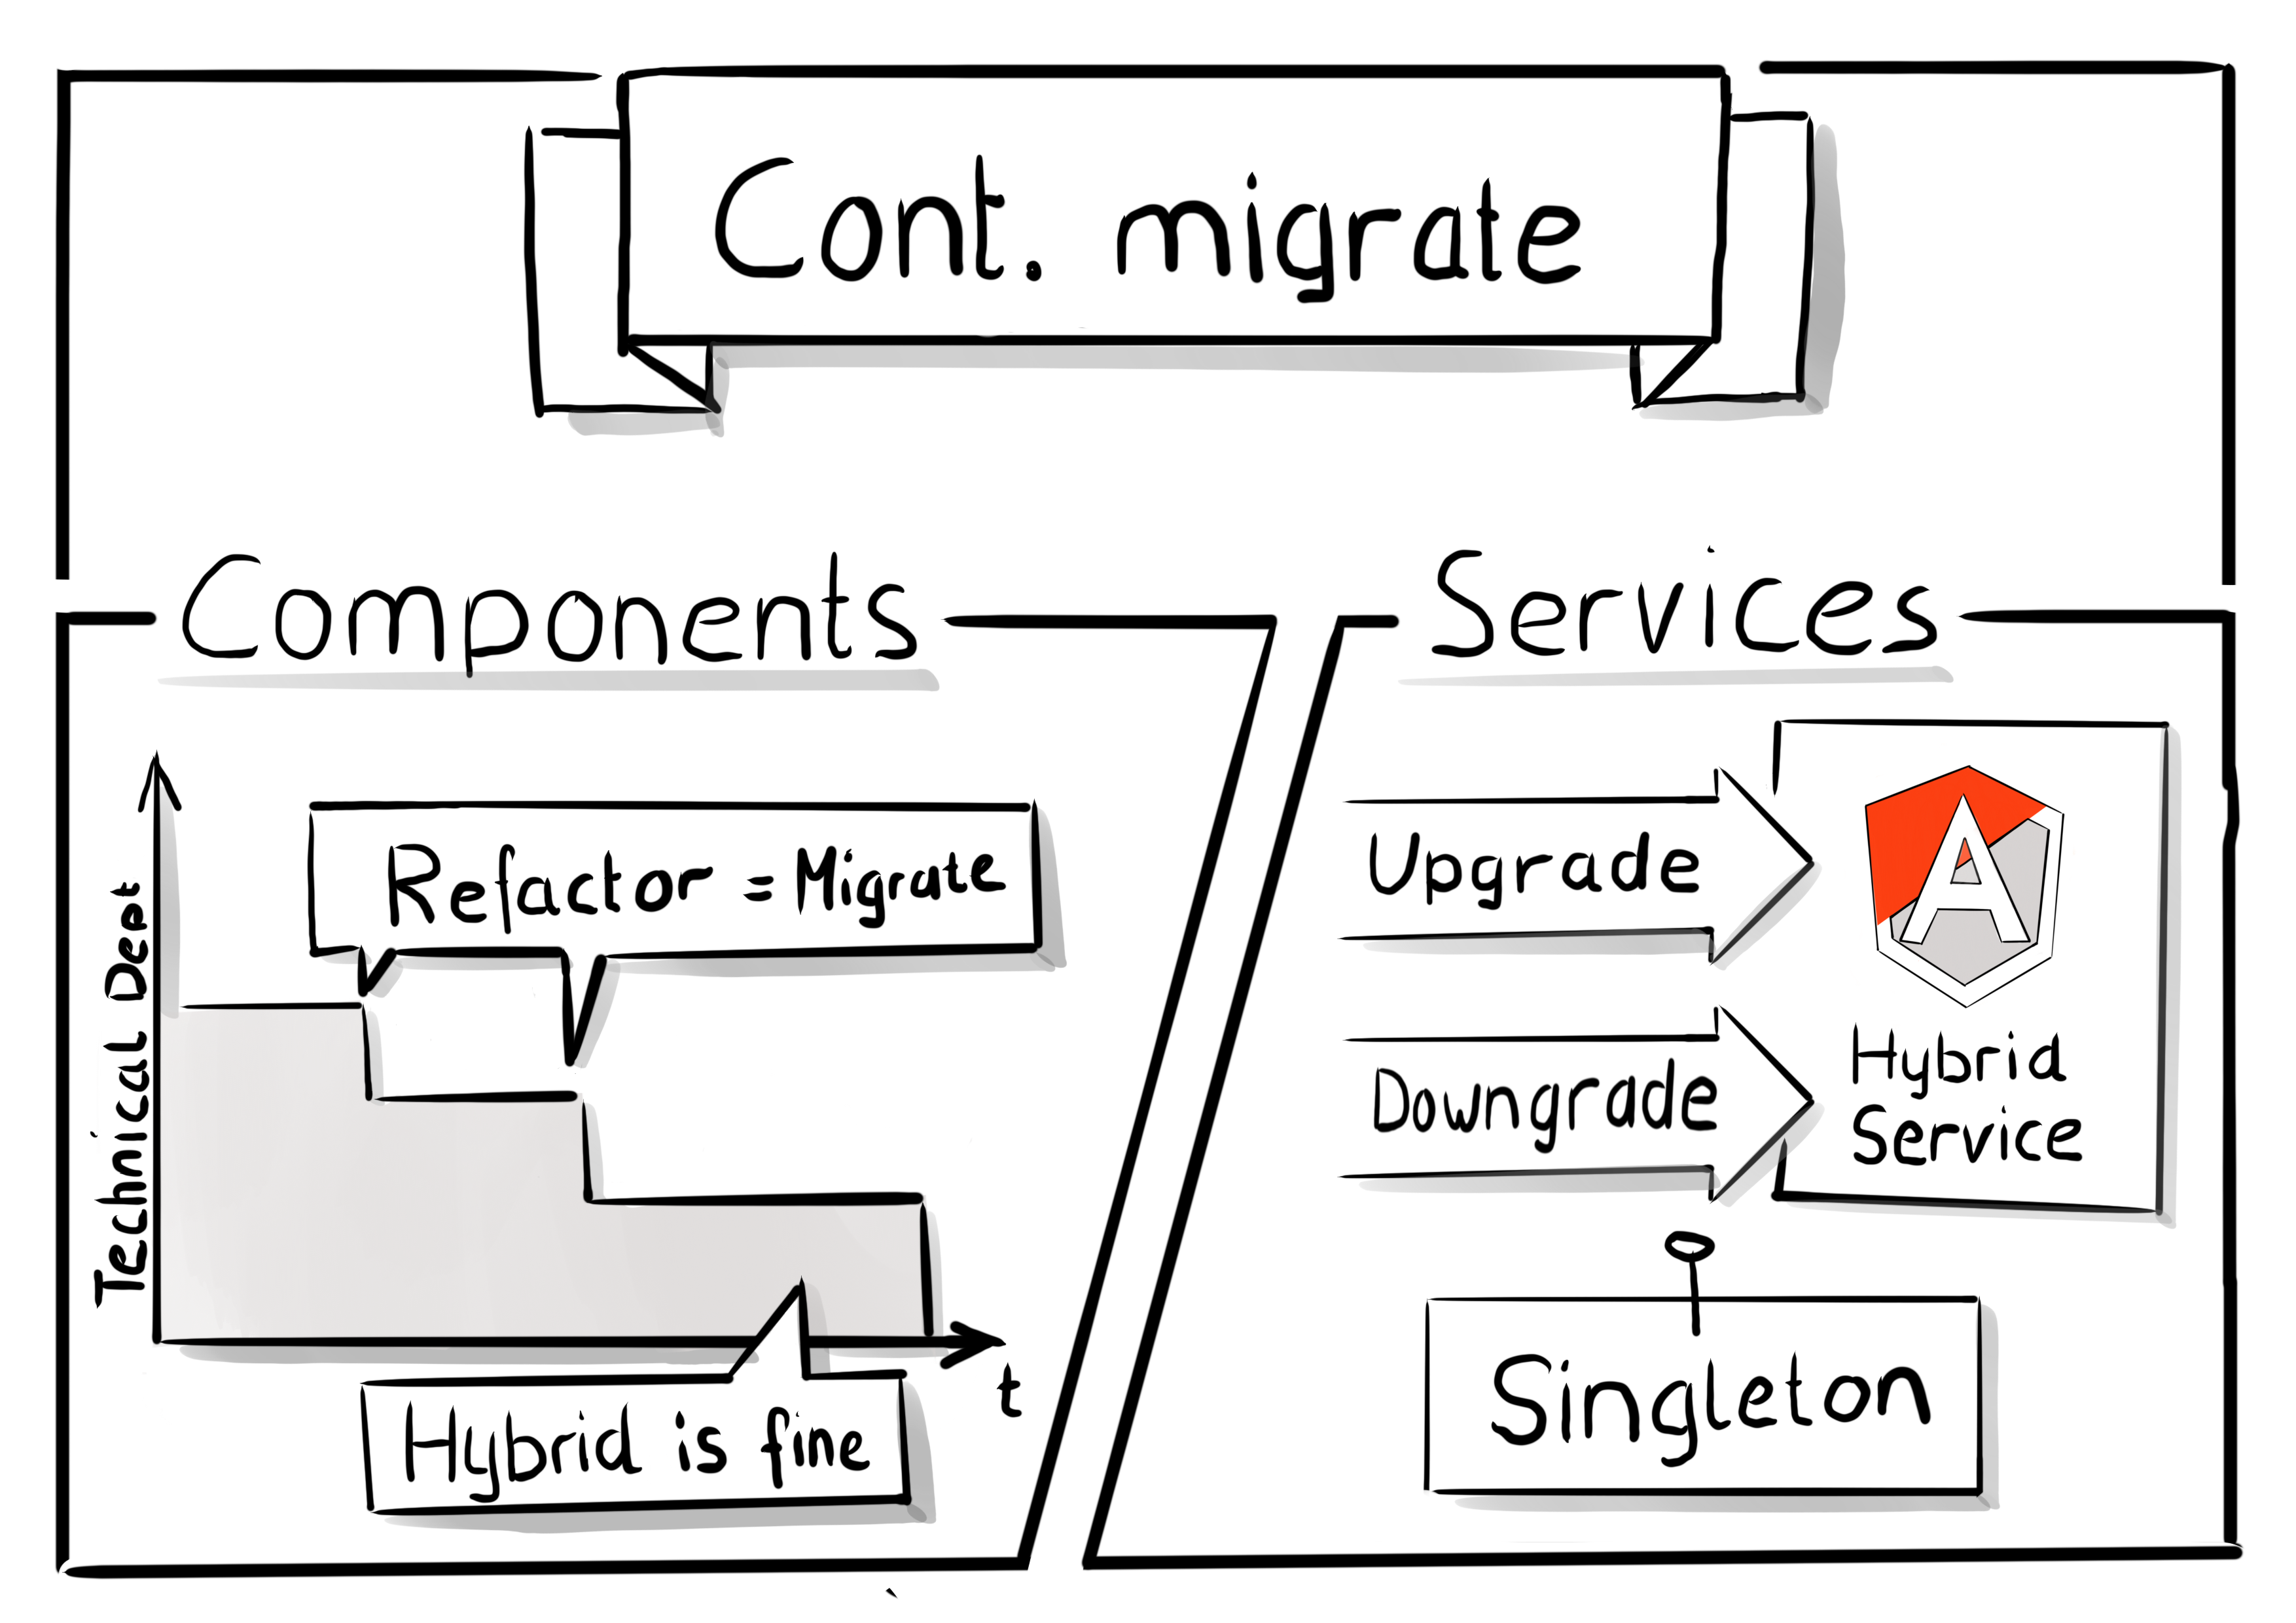 Cont. migrate
Components
Services
Technical Dept
Refactor = Migrate
Hybrid is fine
t
Upgrade
Downgrade
A
Hybrid
Service
Singleton